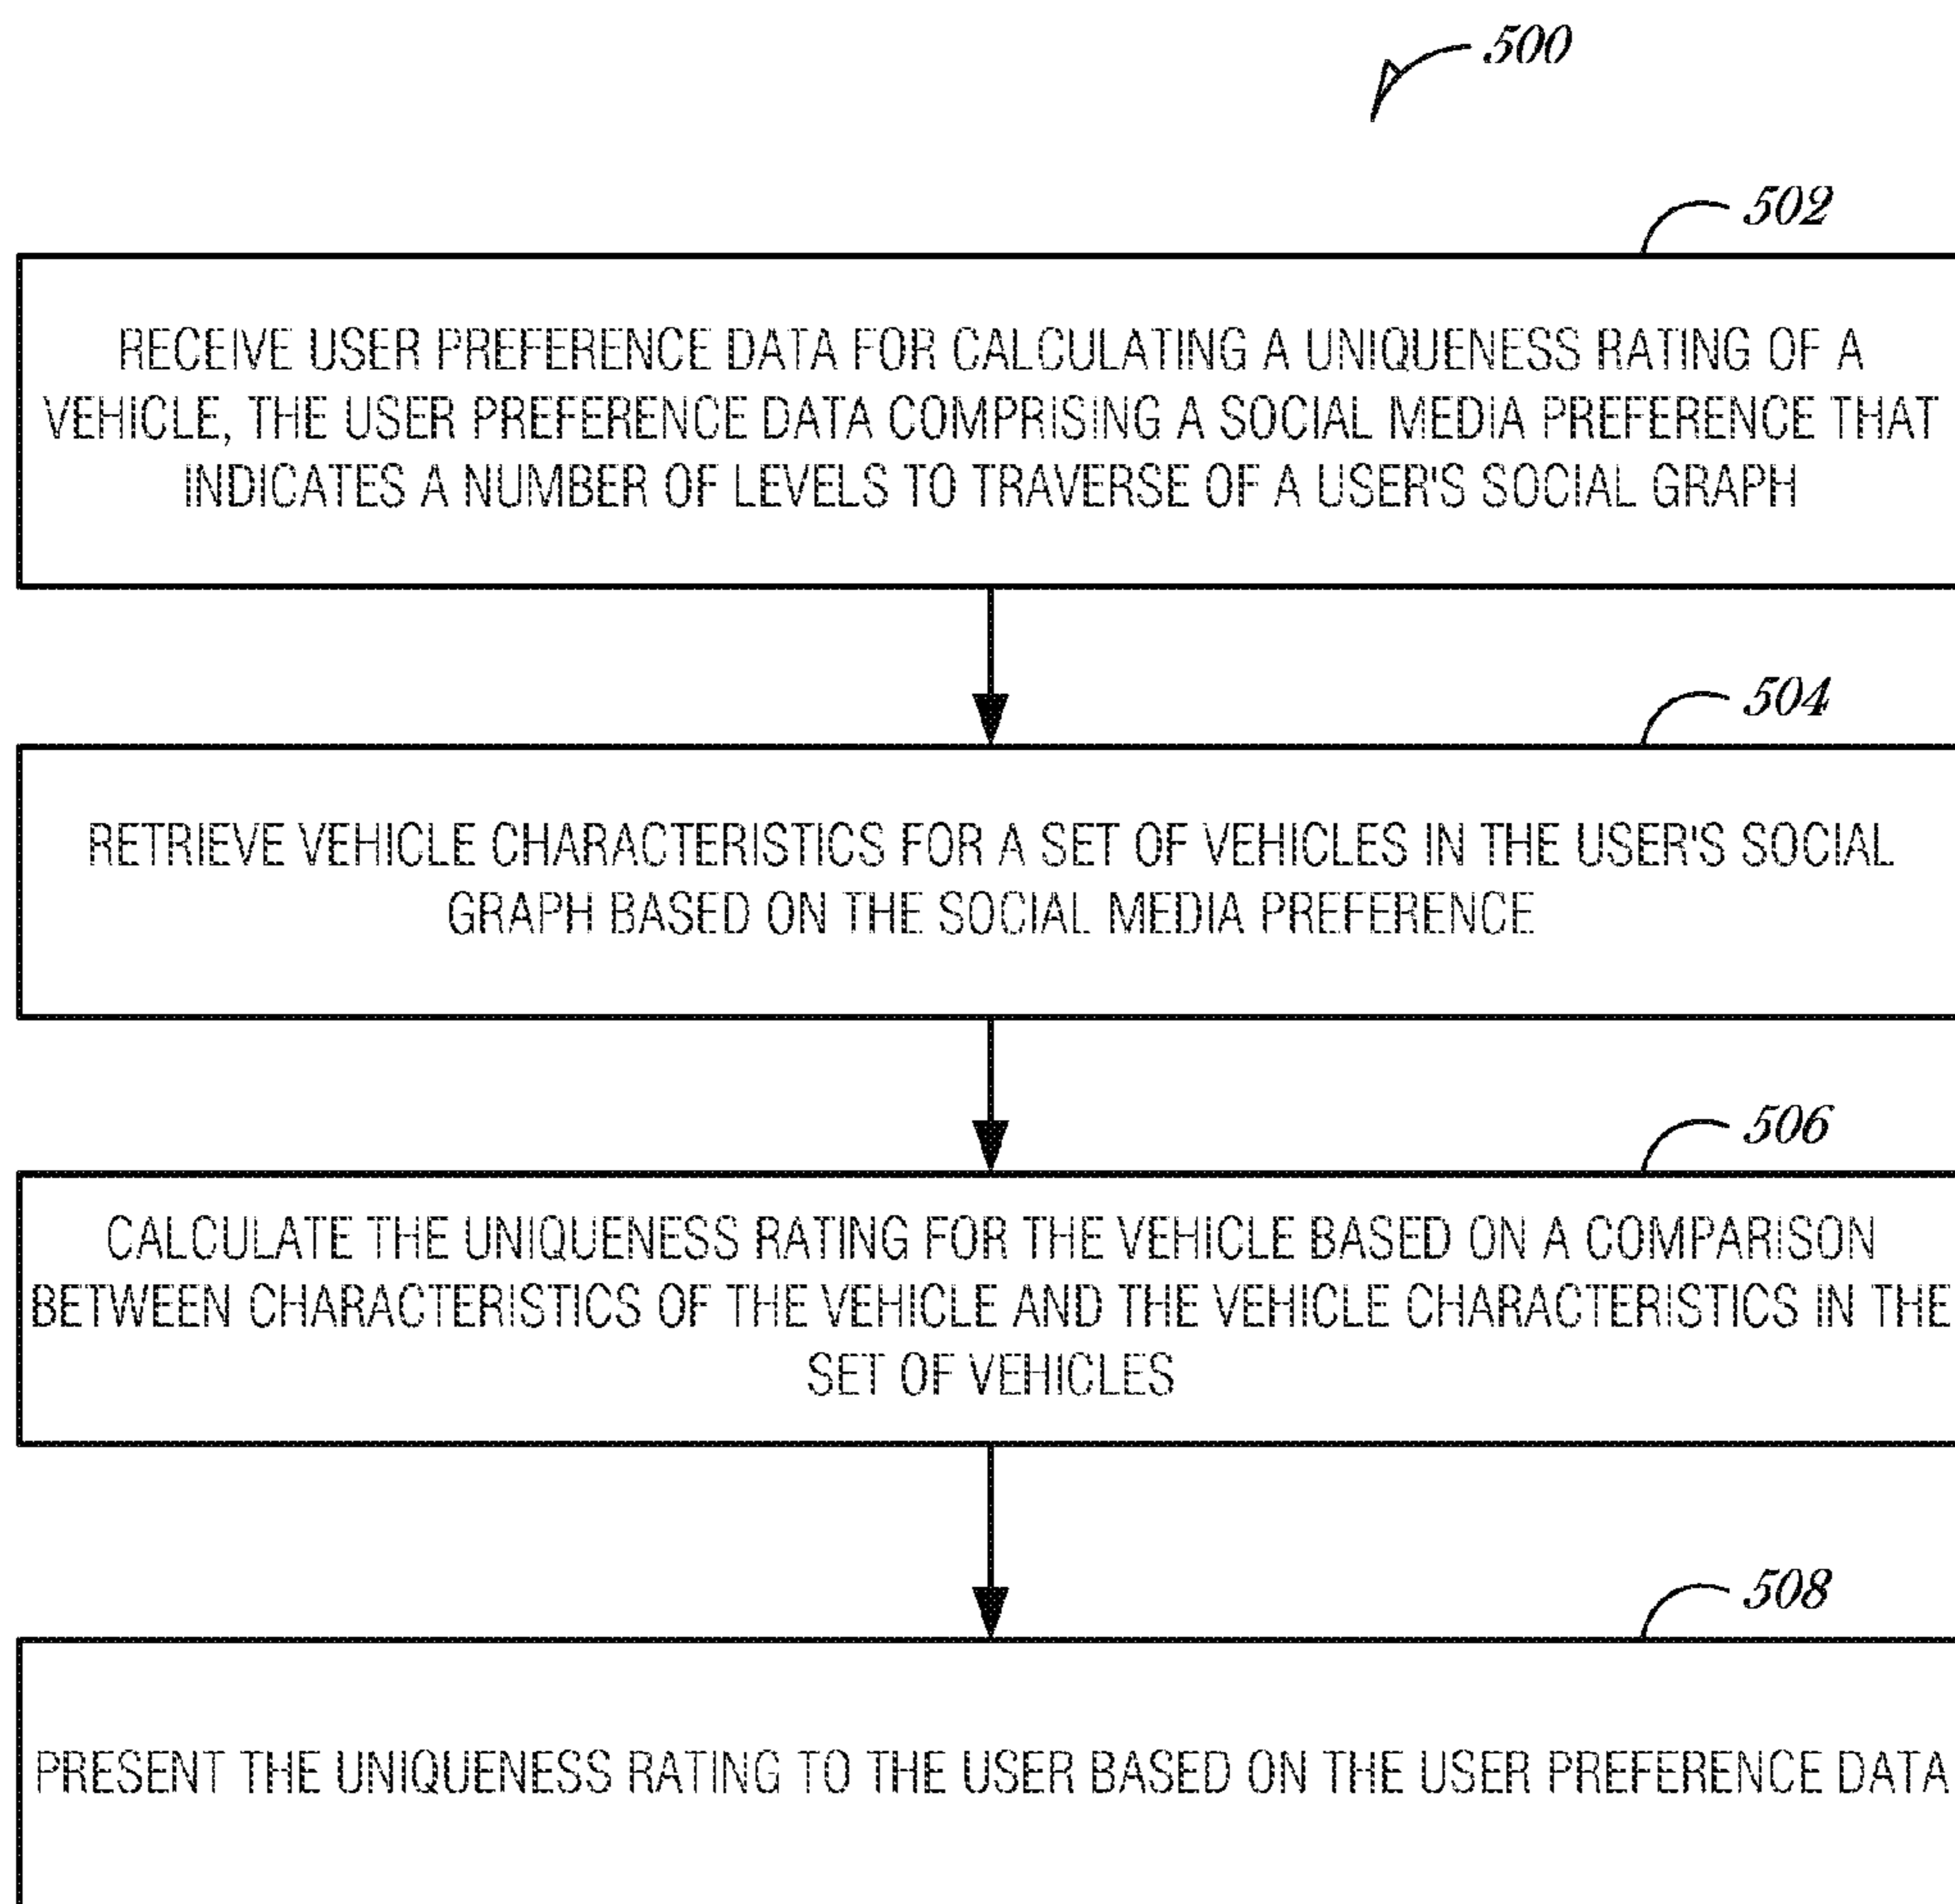 500
502
RECEIVE USER PREFERENCE DATA FOR CALCULATING A UNIQUENESS RATING OF A
VEHICLE, THE USER PREFERENCE DATA COMPRISING A SOCIAL MEDIA PREFERENCE THAT
INDICATES A NUMBER OF LEVELS TO TRAVERSE OF A USER'S SOCIAL GRAPH
504
RETRIEVE VEHICLE CHARACTERISTICS FOR A SET OF VEHICLES IN THE USER'S SOCIAL
GRAPH BASED ON THE SOCIAL MEDIA PREFERENCE
506
CALCULATE THE UNIQUENESS RATING FOR THE VEHICLE BASED ON A COMPARISON
BETWEEN CHARACTERISTICS OF THE VEHICLE AND THE VEHICLE CHARACTERISTICS IN THE
SET OF VEHICLES
508
PRESENT THE UNIQUENESS RATING TO THE USER BASED ON THE USER PREFERENCE DATA